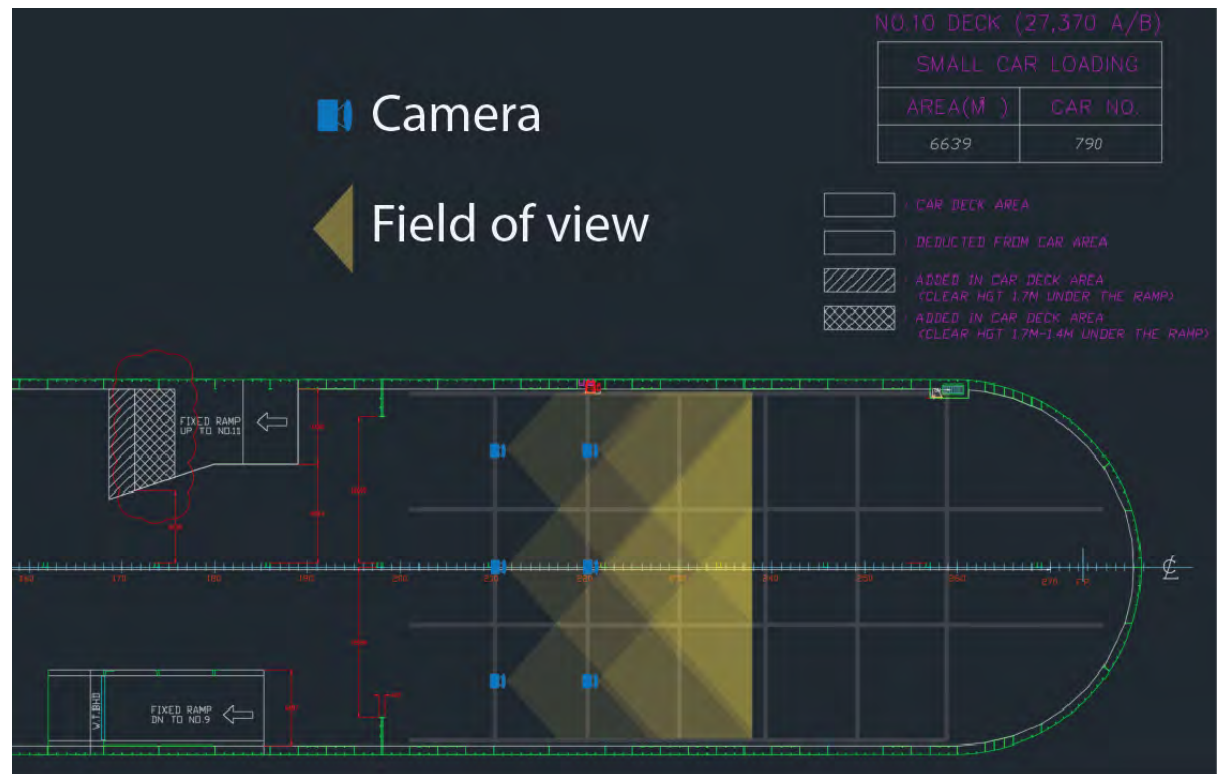 NO.10 DECK (27,370 A/B)
SMALL CAR LOADING
AREA(M² )
CAR NO.
6639
790
Camera
Field of view
: CAR DECK AREA
: DEDUCTED FROM CAR AREA
: ADDED IN CAR DECK AREA
(CLEAR HGT 1.7M UNDER THE RAMP)
: ADDED IN CAR DECK AREA
(CLEAR HGT 1.7M-1.4M UNDER THE RAMP)
FIXED RAMP
UP TO NO.11
160 170 180 190 200 210 220 230 240 250 260 270 F.P.
℄
W.T.BHD
FIXED RAMP
DN TO NO.9